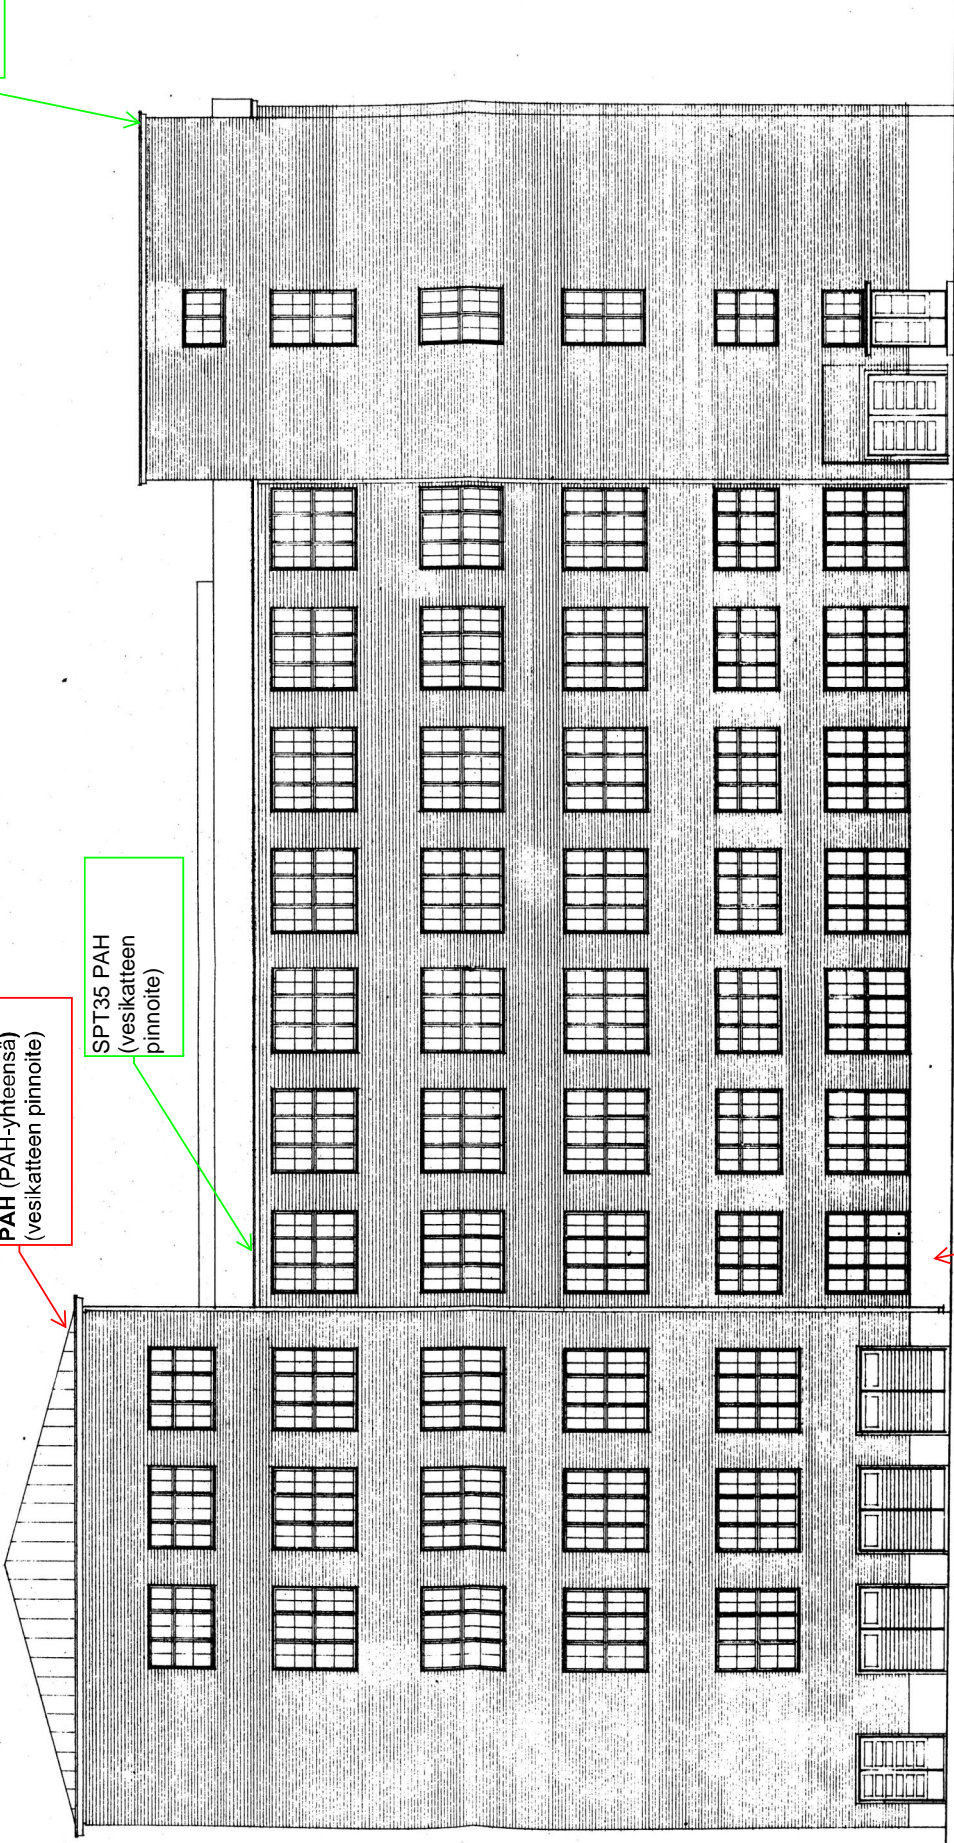 PAH (PAH-yhteensä)
(vesikatteen pinnoite)
SPT35 PAH
(vesikatteen
pinnoite)